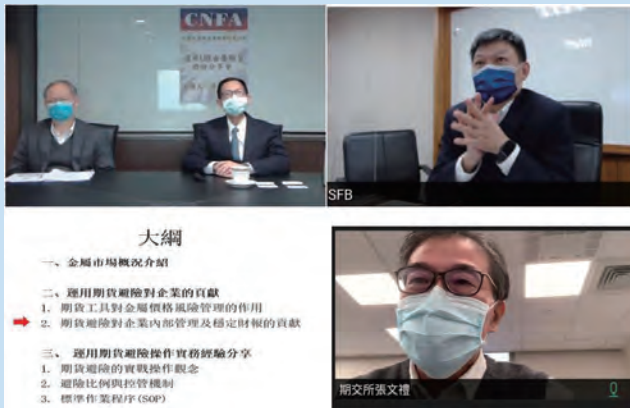 CNFA
SFB
大綱
一、金屬市場概況介紹
二、運用期貨避險對企業的貢獻
1. 期貨工具對金屬價格風險管理的作用
2. 期貨避險對企業內部管理及穩定財報的貢獻
三、運用期貨避險操作實務經驗分享
1. 期貨避險的實戰操作觀念
2. 避險比例與控管機制
3. 標準作業程序(SOP)
期交所張文禮